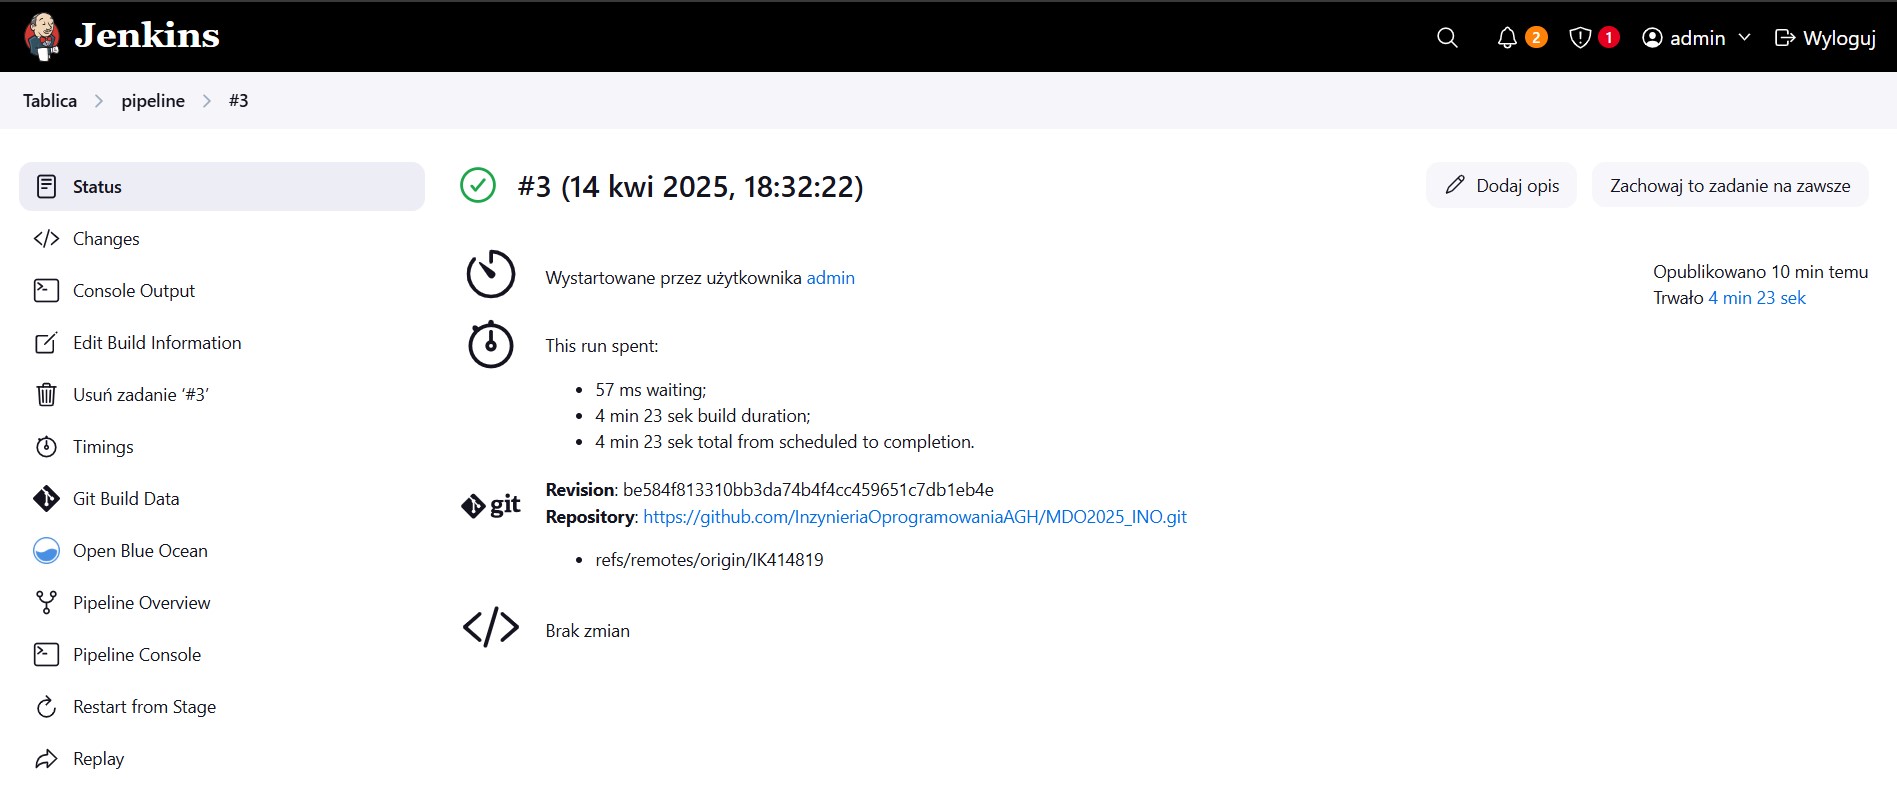 Jenkins
2
1
admin
Wyloguj
Tablica
pipeline
#3
Status
Changes
Console Output
Edit Build Information
Usuń zadanie ‘#3’
Timings
Git Build Data
Open Blue Ocean
Pipeline Overview
Pipeline Console
Restart from Stage
Replay
#3 (14 kwi 2025, 18:32:22)
Dodaj opis
Zachowaj to zadanie na zawsze
Wystartowane przez użytkownika admin
Opublikowano 10 min temu
Trwało 4 min 23 sek
This run spent:
57 ms waiting;
4 min 23 sek build duration;
4 min 23 sek total from scheduled to completion.
git
Revision: be584f813310bb3da74b4f4cc459651c7db1eb4e
Repository: https://github.com/InzynieriaOprogramowaniaAGH/MDO2025_INO.git
refs/remotes/origin/IK414819
Brak zmian